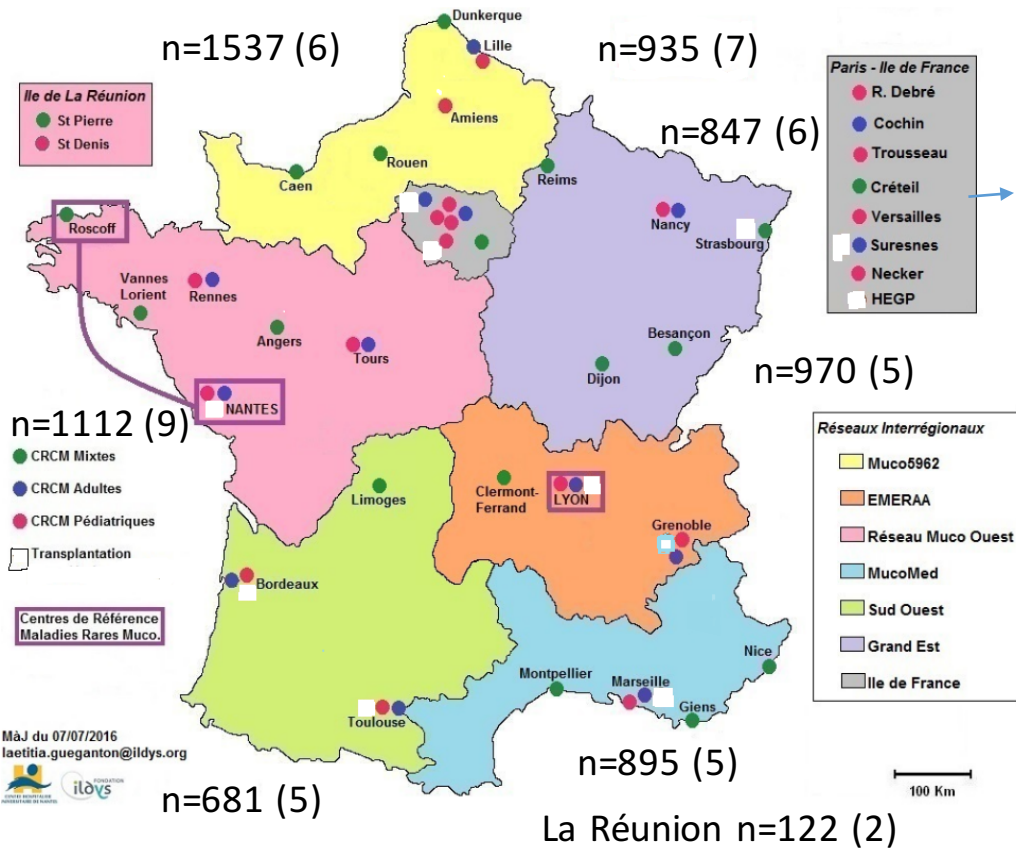 Dunkerque
n=1537 (6)
Lille
n=935 (7)
Ile de La Réunion
St Pierre
St Denis
Amiens
Rouen
Caen
Reims
n=847 (6)
Paris - Ile de France
R. Debré
Cochin
Trousseau
Créteil
Versailles
Suresnes
Necker
HEGP
Roscoff
Nancy
Strasbourg
Vannes
Lorient
Rennes
Angers
Tours
Besançon
Dijon
n=970 (5)
NANTES
n=1112 (9)
CRCM Mixtes
CRCM Adultes
CRCM Pédiatriques
Transplantation
Centres de Référence
Maladies Rares Muco.
Limoges
Clermont-
Ferrand
LYON
Grenoble
Bordeaux
Réseaux Interrégionaux
Muco5962
EMERAA
Réseau Muco Ouest
MucoMed
Sud Ouest
Grand Est
Ile de France
Toulouse
Montpellier
Marseille
Giens
Nice
MàJ du 07/07/2016
laetitia.gueganton@ildys.org
FONDATION
ildys
n=681 (5)
n=895 (5)
100 Km
La Réunion n=122 (2)